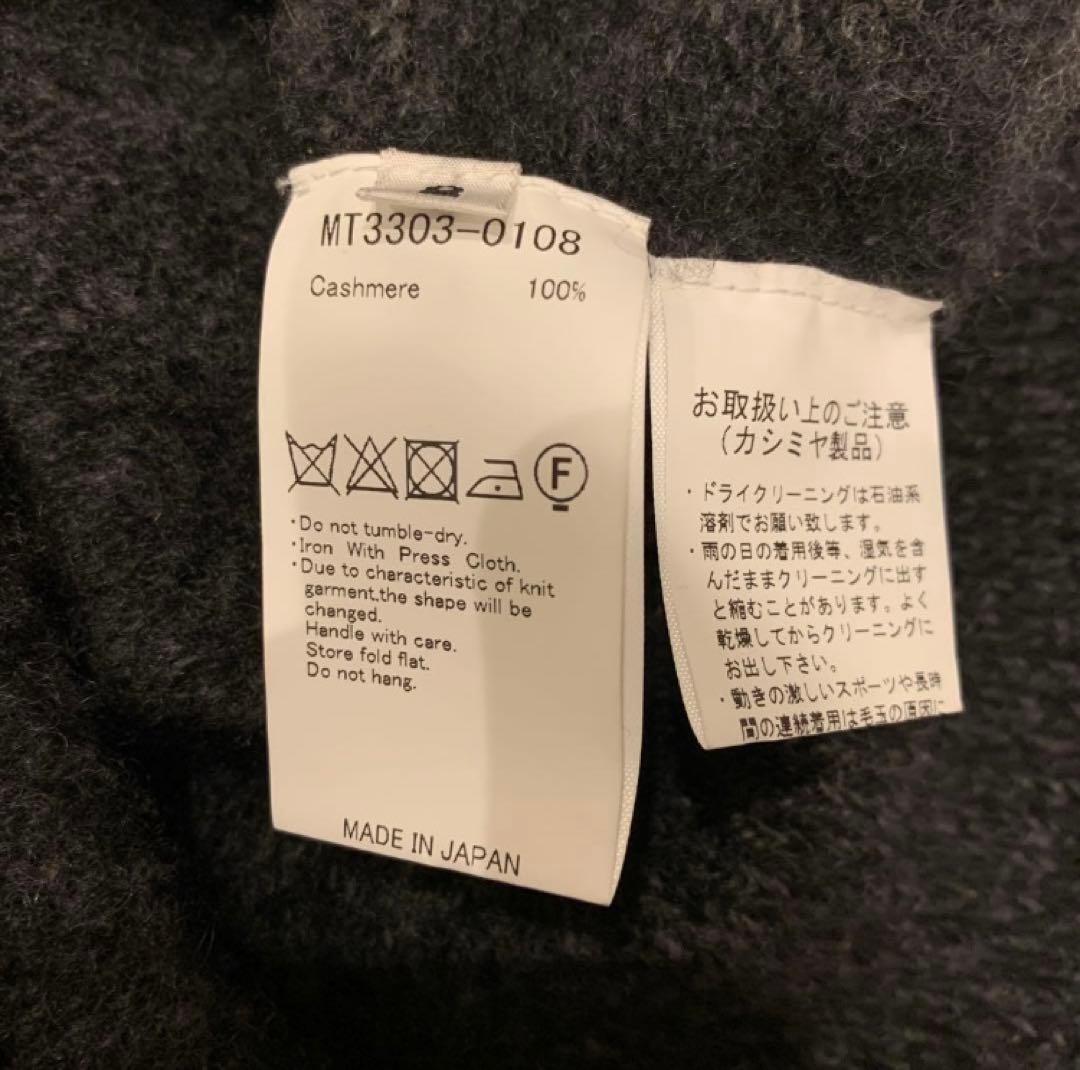 MT3303-0108
Cashmere 100%
F
・Do not tumble-dry.
・Iron With Press Cloth.
・Due to characteristic of knit
garment.the shape will be
changed.
Handle with care.
Store fold flat.
Do not hang.
MADE IN JAPAN
お取扱い上のご注意
(カシミヤ製品)
・ドライクリーニングは石油系
溶剤でお願い致します。
・雨の日の着用後等、湿気を含
んだままクリーニングに出す
と縮むことがあります。よく
乾燥してからクリーニングに
お出し下さい。
・動きの激しいスポーツや長時
間の連続着用は毛玉の原因に